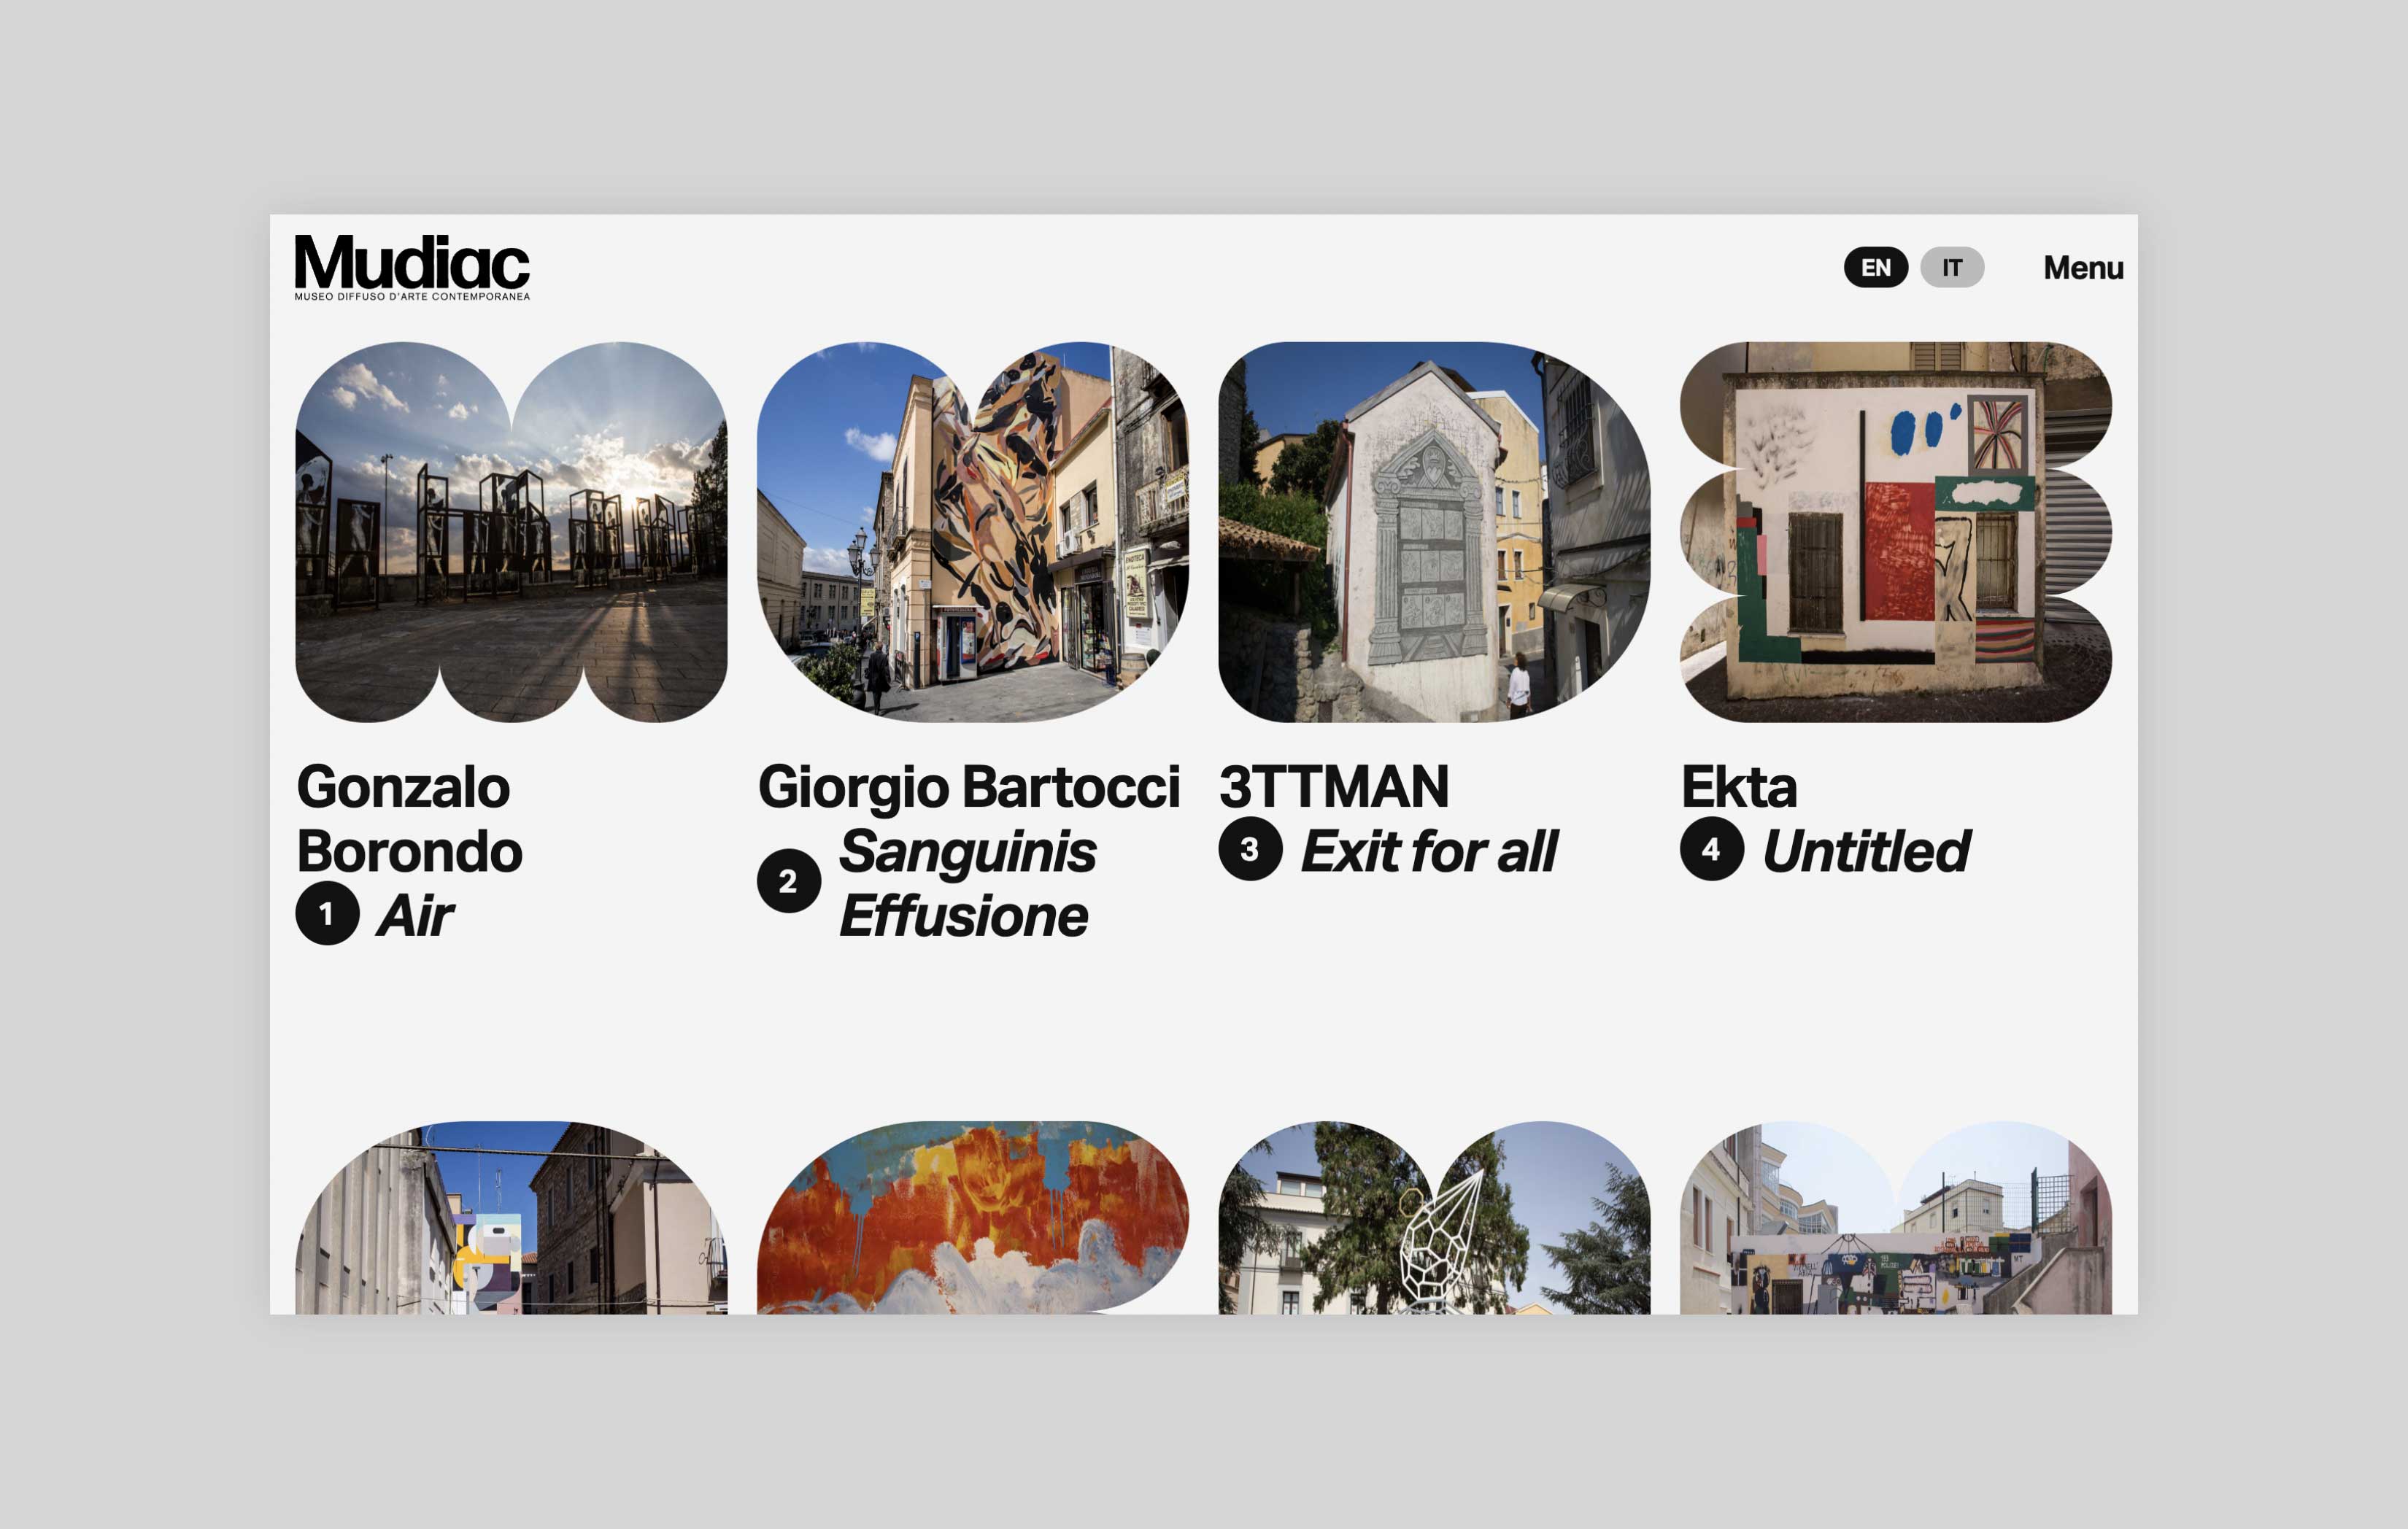 Mudiac
MUSEO DIFFUSO D'ARTE CONTEMPORANEA
EN
IT
Menu
Gonzalo
Borondo
1 Air
Giorgio Bartocci
2 Sanguinis
Effusione
3TTMAN
3 Exit for all
Ekta
4 Untitled